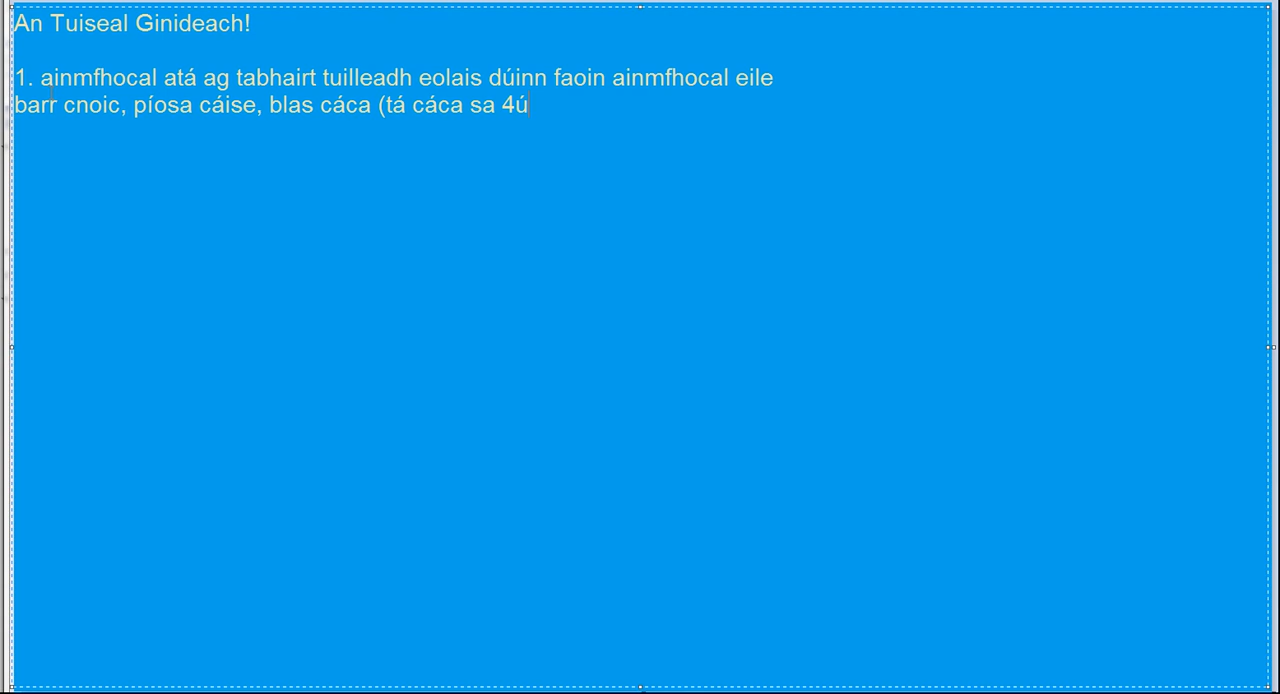 An Tuiseal Ginideach!
1. ainmfhocal atá ag tabhairt tuilleadh eolais dúinn faoin ainmfhocal eile
barr cnoic, píosa cáise, blas cáca (tá cáca sa 4ú